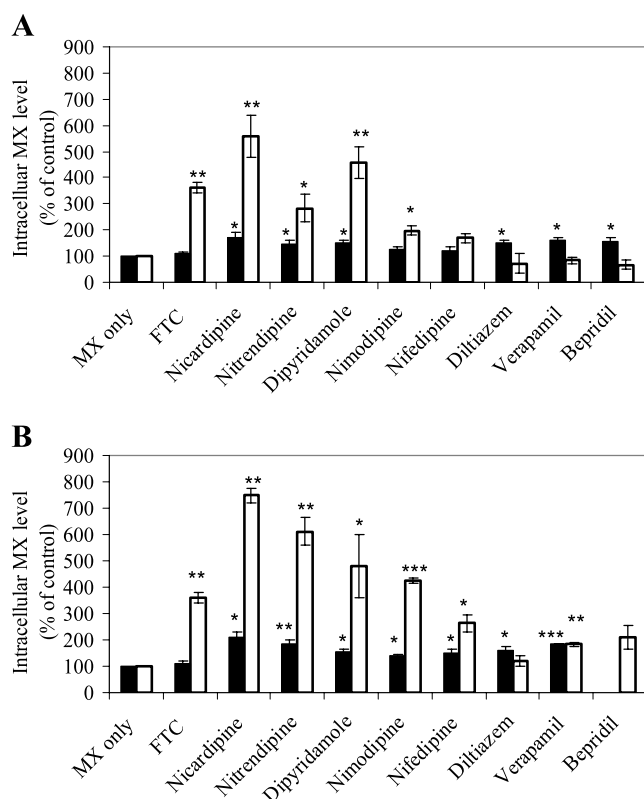 A
Intracelluar MX level
(% of control)
900
800
700
600
500
400
300
200
100
0
**
*
**
*
*
*
**
*
*
*
*
MX only
FTC
Nicardipine
Nitrendipine
Dipyridamole
Nimodipine
Nifedipine
Diltiazem
Verapamil
Bepridil
B
Intracellular MX level
(% of control)
900
800
700
600
500
400
300
200
100
0
**
*
**
**
**
*
*
*
***
*
*
***
**
MX only
FTC
Nicardipine
Nitrendipine
Dipyridamole
Nimodipine
Nifedipine
Diltiazem
Verapamil
Bepridil